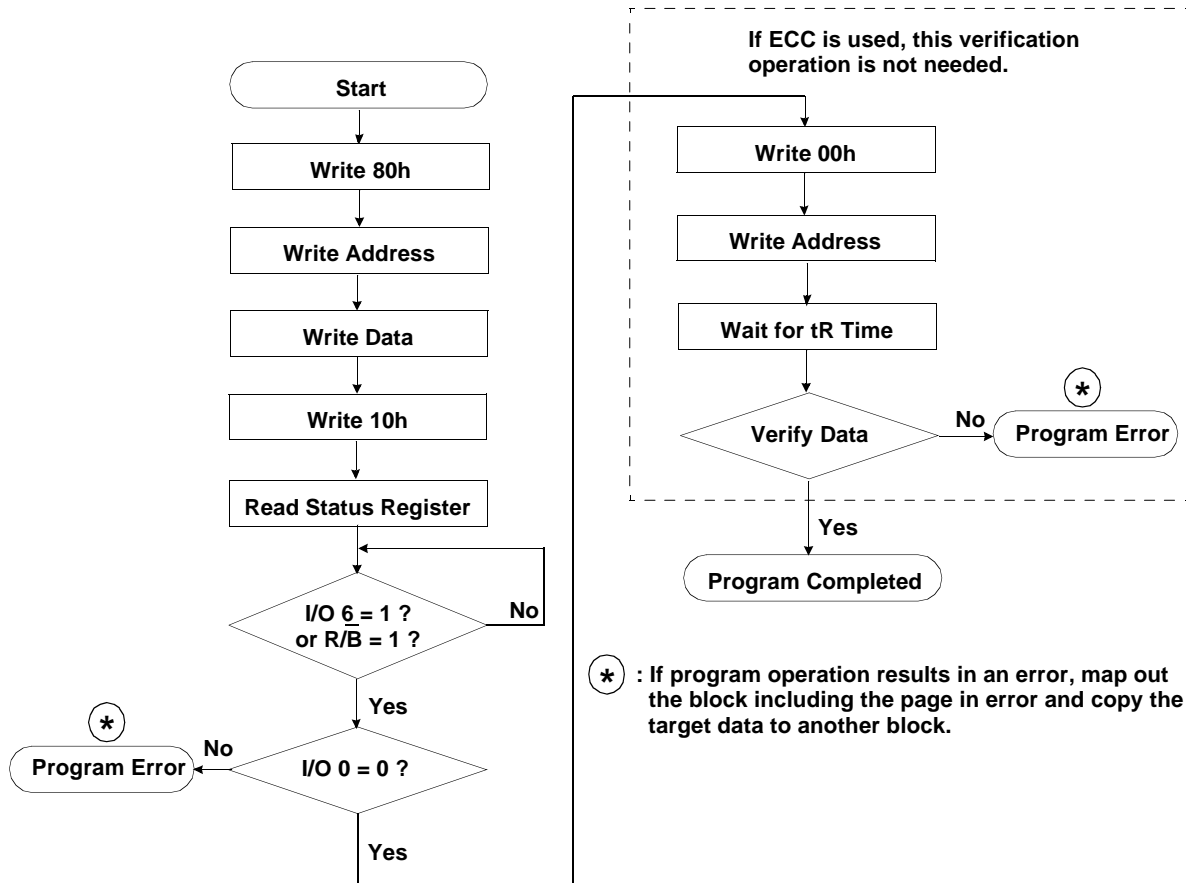 Start
Write 80h
Write Address
Write Data
Write 10h
Read Status Register
I/O 6 = 1 ?
or R/B̅ = 1 ?
No
Yes
*
No
Program Error
I/O 0 = 0 ?
Yes
If ECC is used, this verification
operation is not needed.
Write 00h
Write Address
Wait for tR Time
Verify Data
No
*
Program Error
Yes
Program Completed
* : If program operation results in an error, map out
the block including the page in error and copy the
target data to another block.